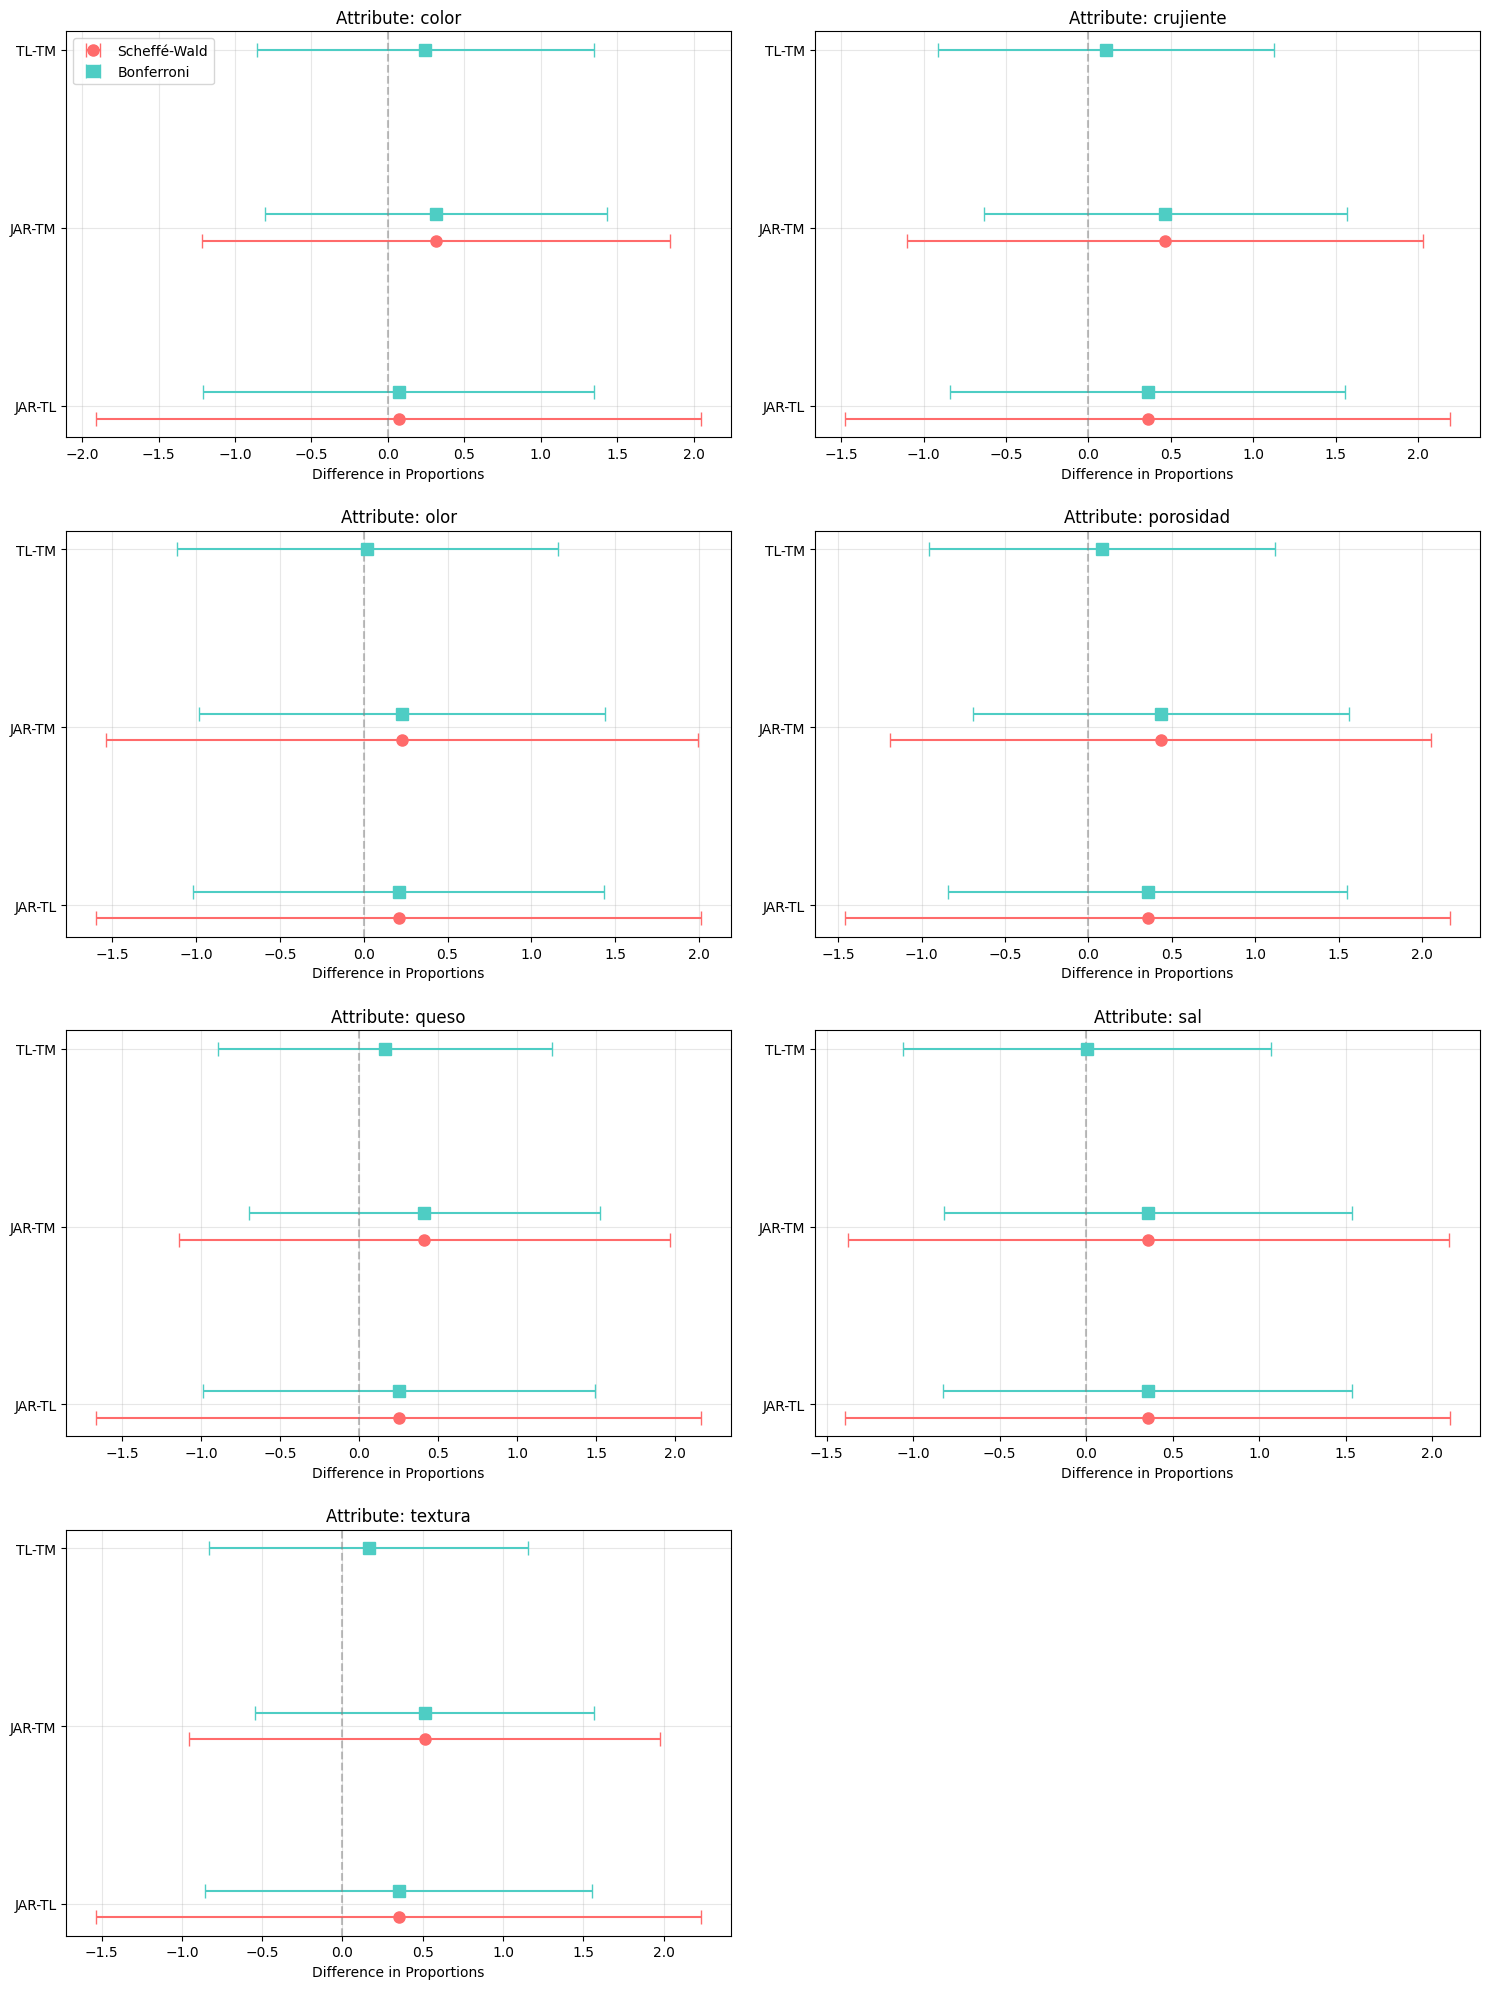 Attribute: color
TL-TM
JAR-TM
JAR-TL
Scheffé-Wald
Bonferroni
−2.0 −1.5 −1.0 −0.5 0.0 0.5 1.0 1.5 2.0
Difference in Proportions
Attribute: crujiente
TL-TM
JAR-TM
JAR-TL
−1.5 −1.0 −0.5 0.0 0.5 1.0 1.5 2.0
Difference in Proportions
Attribute: olor
TL-TM
JAR-TM
JAR-TL
−1.5 −1.0 −0.5 0.0 0.5 1.0 1.5 2.0
Difference in Proportions
Attribute: porosidad
TL-TM
JAR-TM
JAR-TL
−1.5 −1.0 −0.5 0.0 0.5 1.0 1.5 2.0
Difference in Proportions
Attribute: queso
TL-TM
JAR-TM
JAR-TL
−1.5 −1.0 −0.5 0.0 0.5 1.0 1.5 2.0
Difference in Proportions
Attribute: sal
TL-TM
JAR-TM
JAR-TL
−1.5 −1.0 −0.5 0.0 0.5 1.0 1.5 2.0
Difference in Proportions
Attribute: textura
TL-TM
JAR-TM
JAR-TL
−1.5 −1.0 −0.5 0.0 0.5 1.0 1.5 2.0
Difference in Proportions